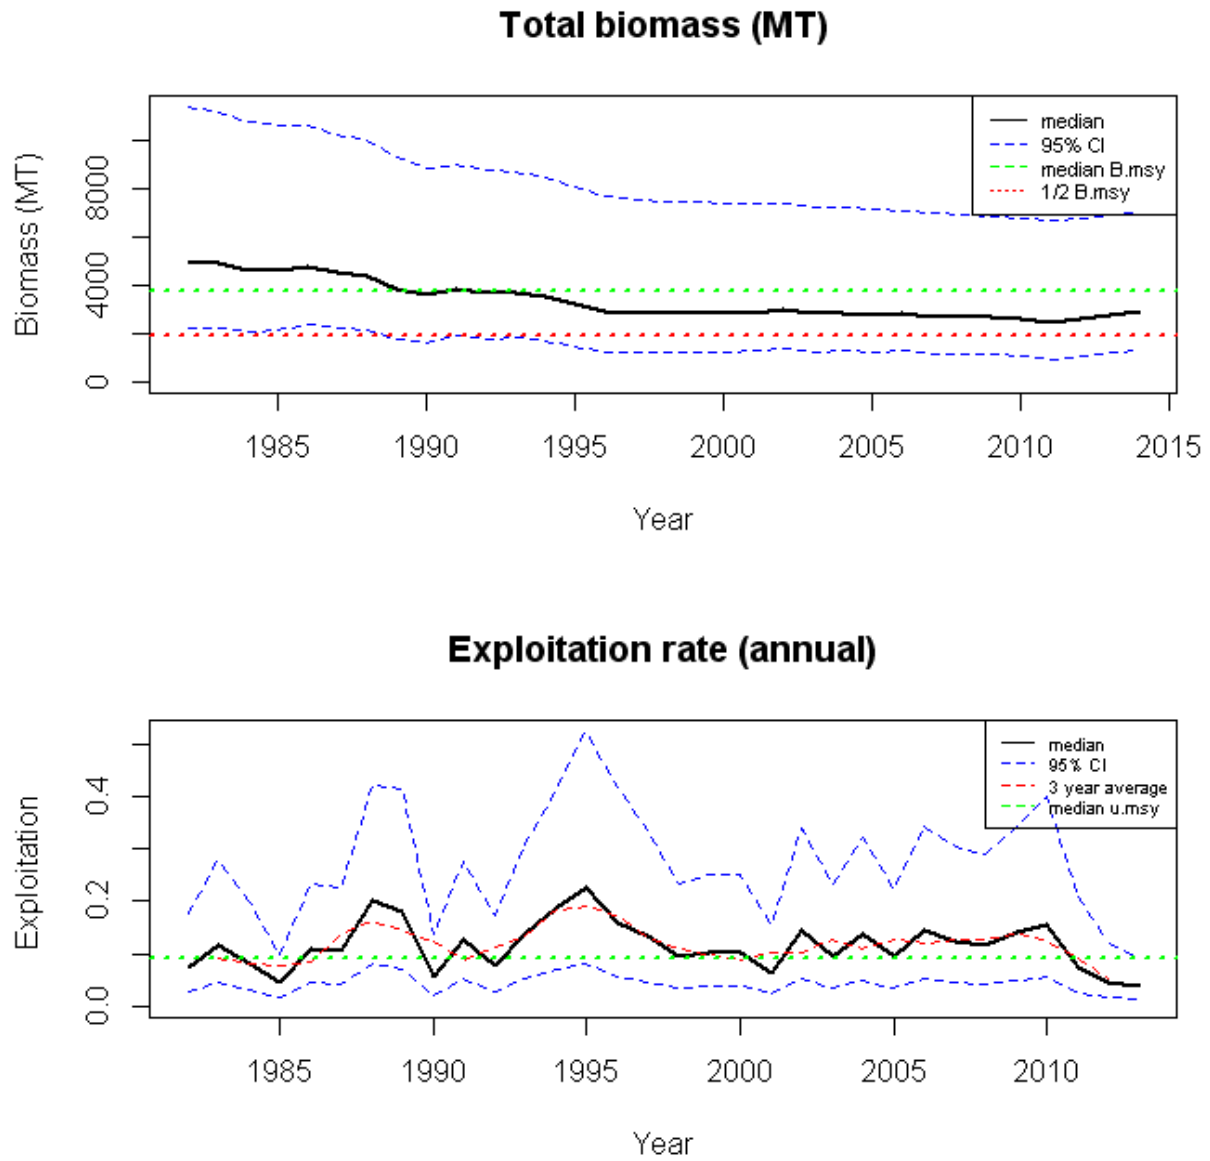 Total biomass (MT)
median
95% CI
median B.msy
1/2 B.msy
Biomass (MT)
8000
4000
0
1985 1990 1995 2000 2005 2010 2015
Year
Exploitation rate (annual)
median
95% CI
3 year average
median u.msy
Exploitation
0.4
0.2
0.0
1985 1990 1995 2000 2005 2010
Year